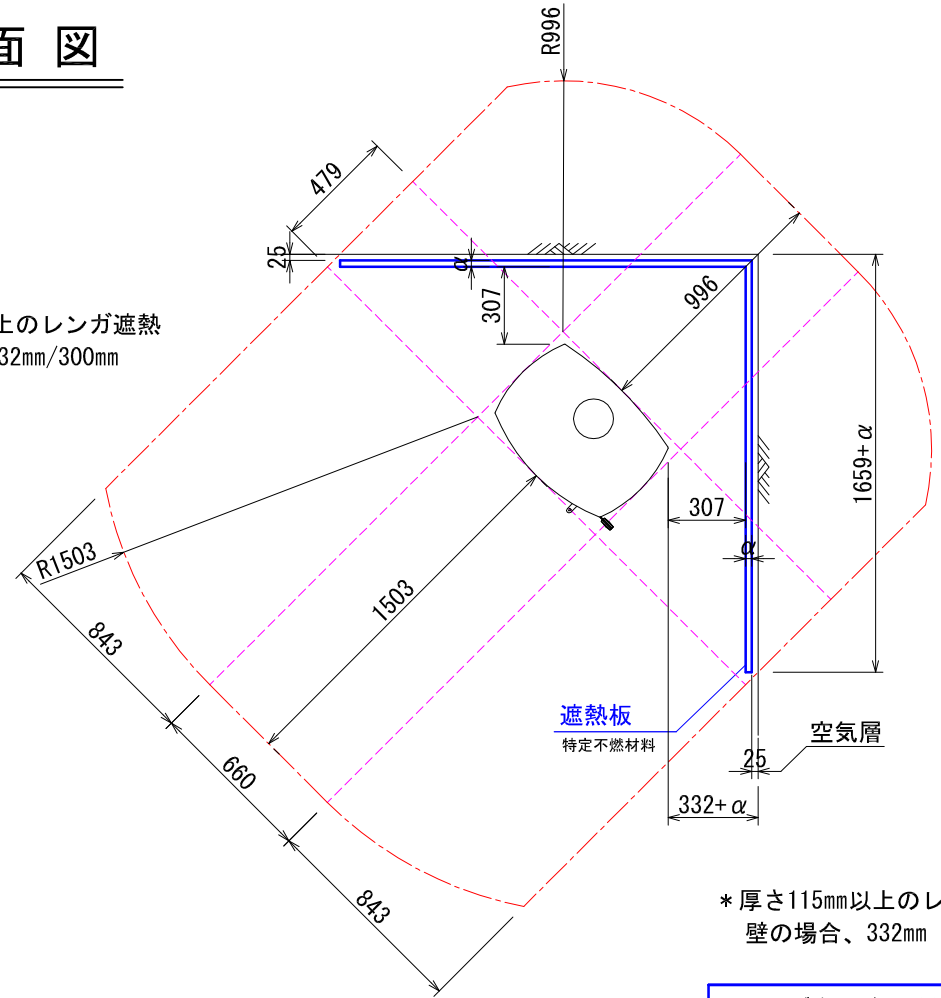 面 図
R996
479
25
α
307
996
上のレンガ遮熱
32mm/300mm
1659+α
307
α
R1503
1503
843
遮熱板
特定不燃材料
空気層
25
660
332+α
843
*厚さ115mm以上のレ
壁の場合、332mm